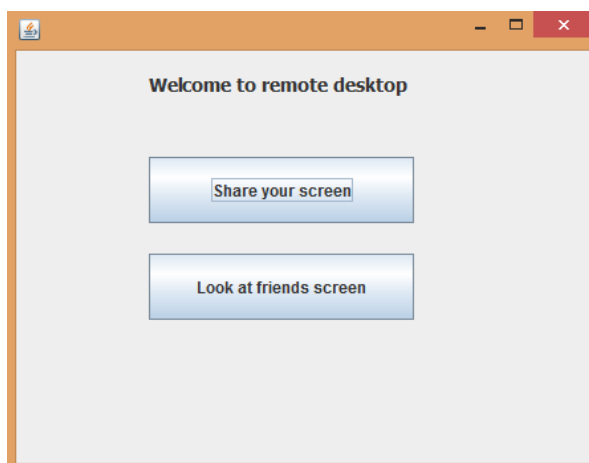 Welcome to remote desktop
Share your screen
Look at friends screen